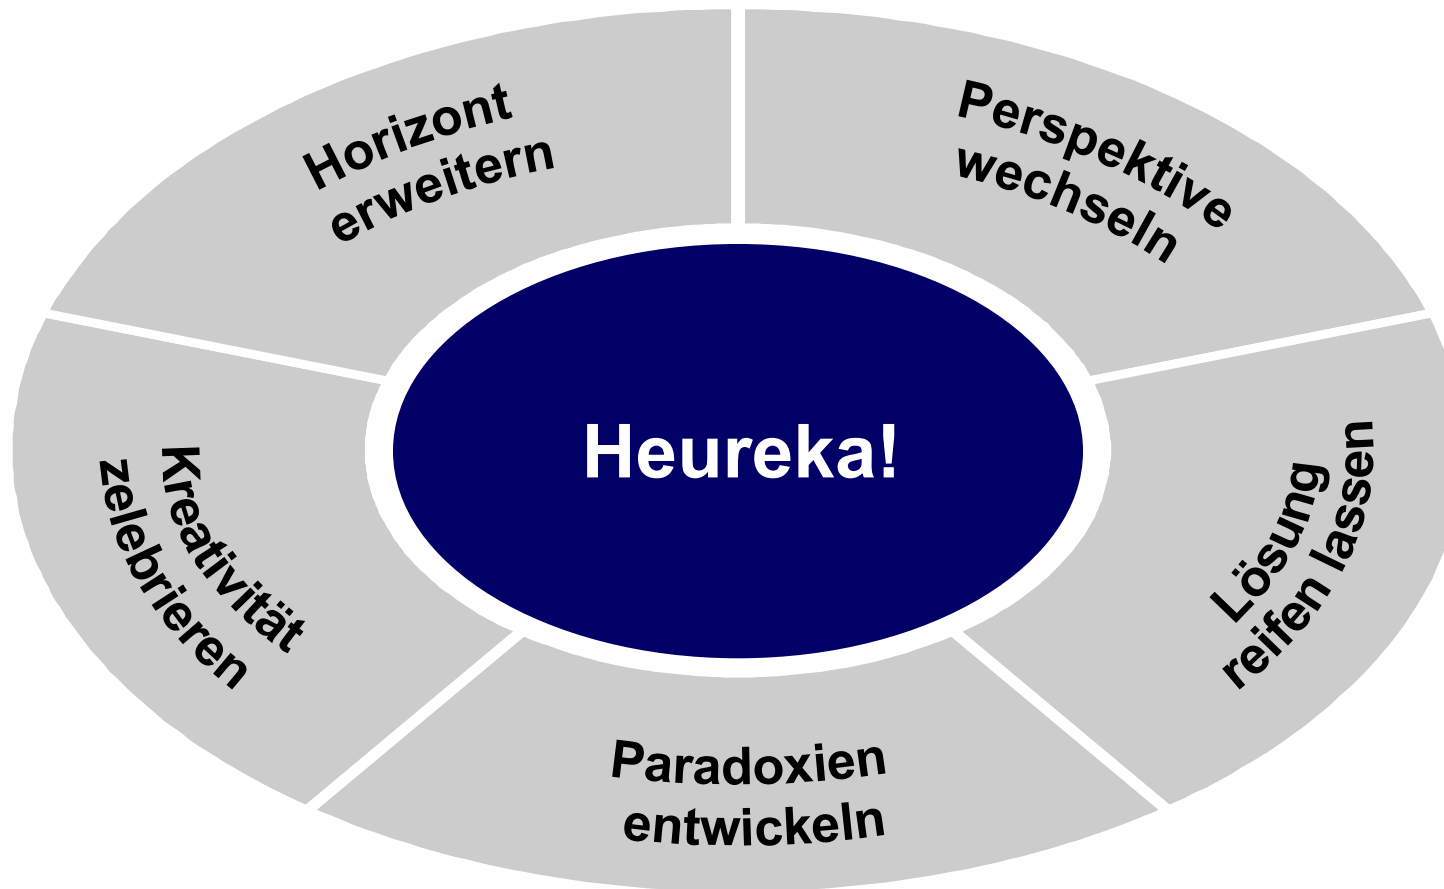 Horizont
erweitern
Perspektive
wechseln
Heureka!
Kreativität
zelebrieren
Lösung
reifen lassen
Paradoxien
entwickeln